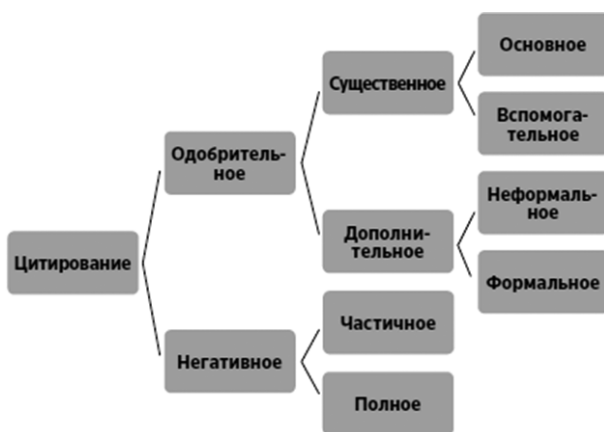 Цитирование
Одобритель-
ное
Негативное
Существенное
Дополни-
тельное
Частичное
Полное
Основное
Вспомога-
тельное
Неформаль-
ное
Формальное